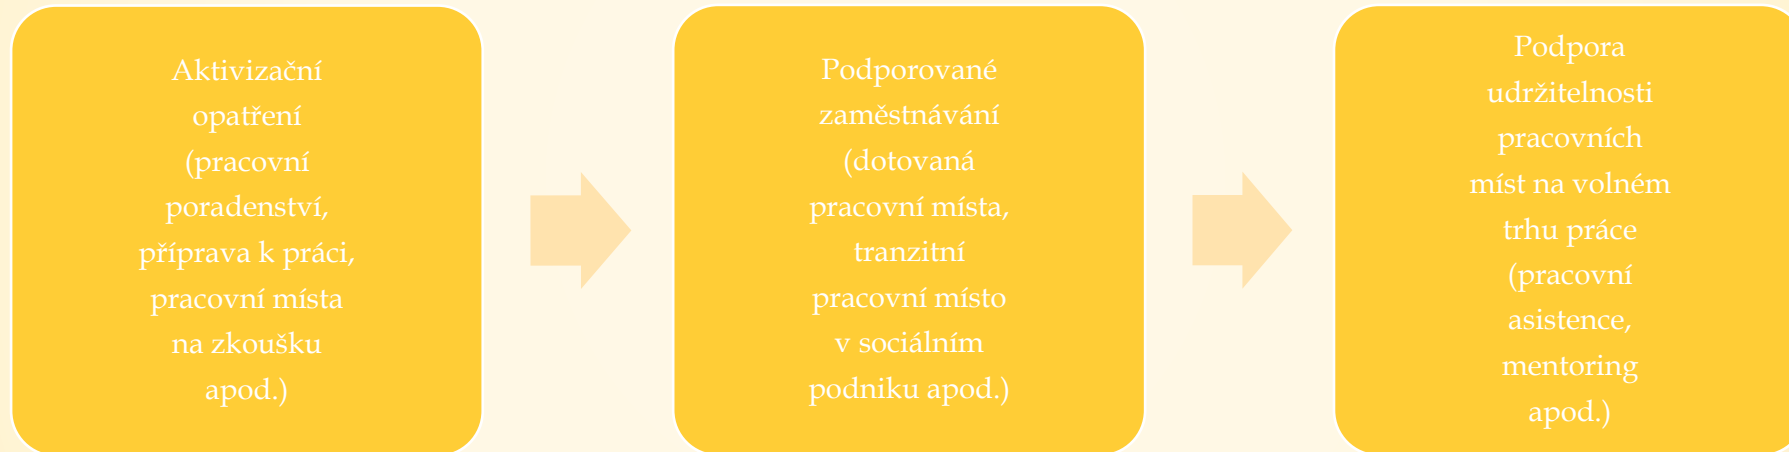 Aktivizační
opatření
(pracovní
poradenství,
příprava k práci,
pracovní místa
na zkoušku
apod.)
Podporované
zaměstnávání
(dotovaná
pracovní místa,
tranzitní
pracovní místo
v sociálním
podniku apod.)
Podpora
udržitelnosti
pracovních
míst na volném
trhu práce
(pracovní
asistence,
mentoring
apod.)